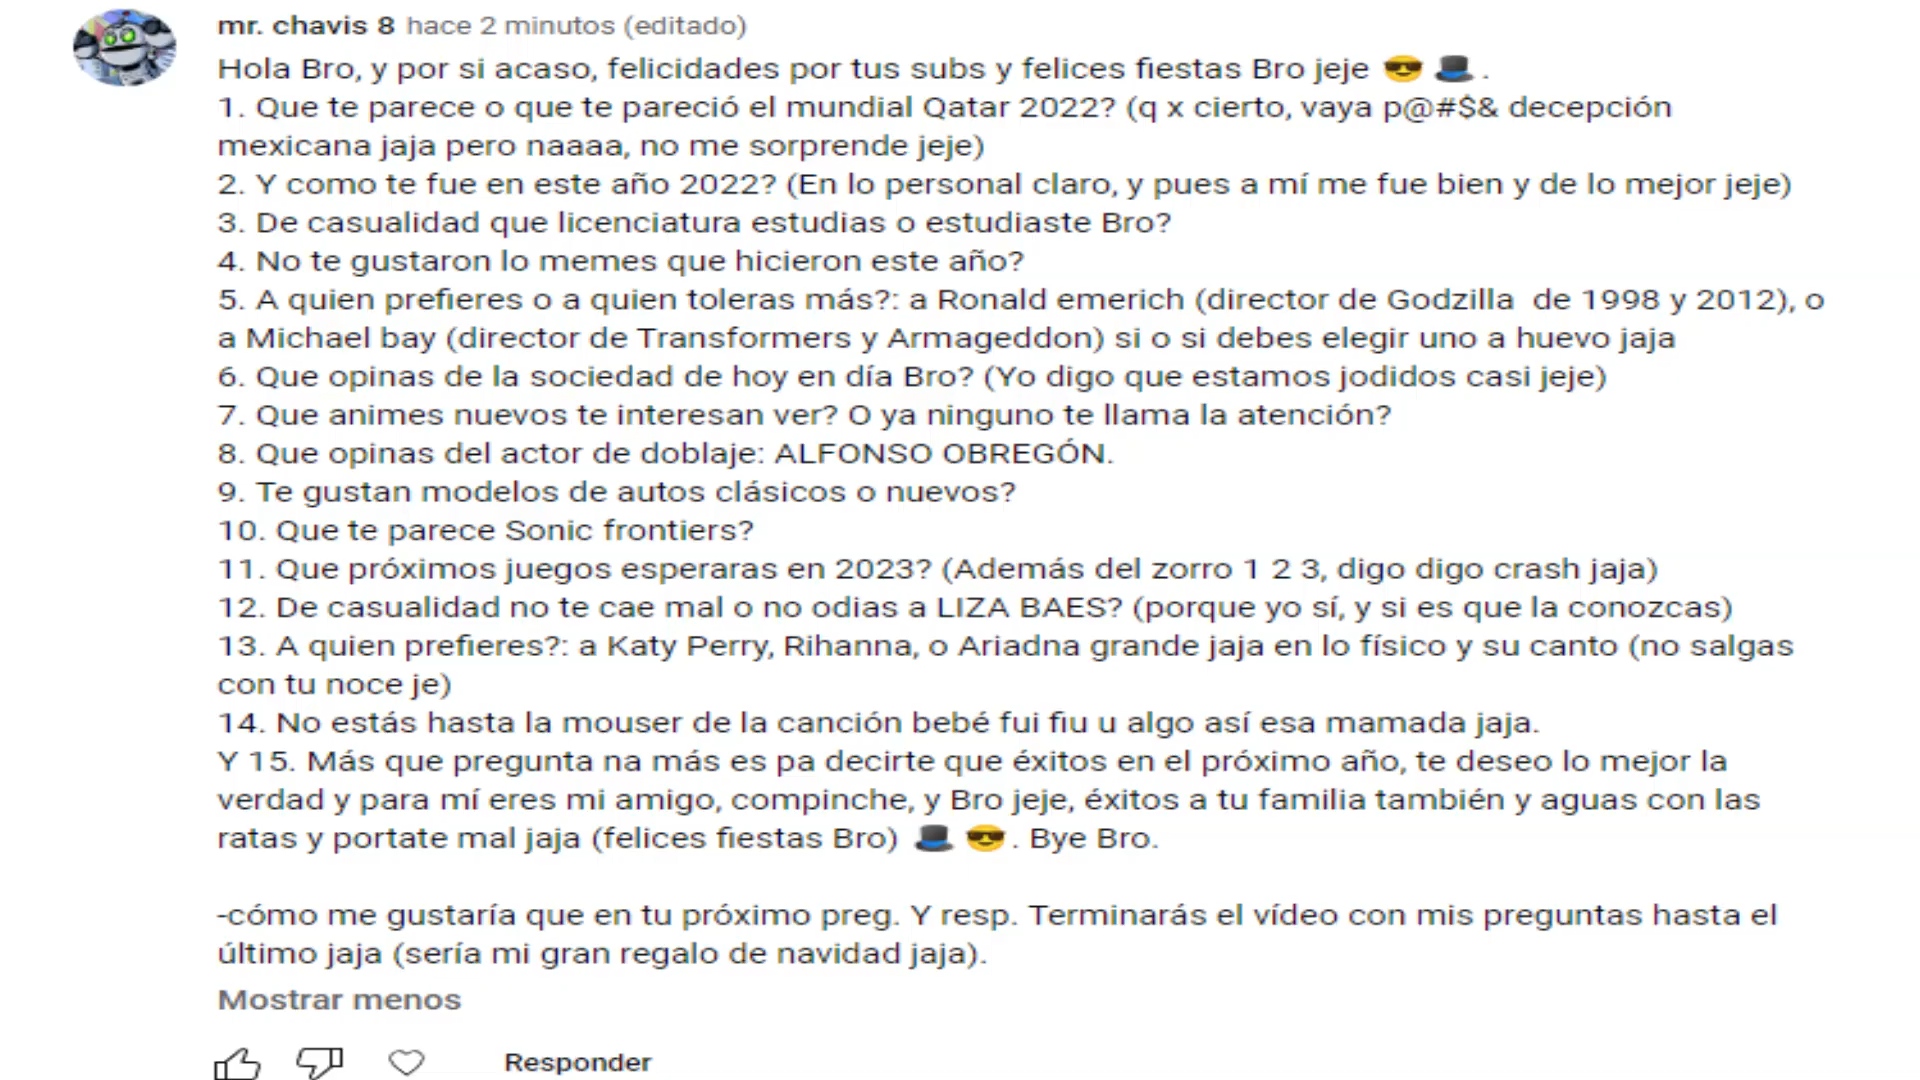 mr. chavis 8 hace 2 minutos (editado)
Hola Bro, y por si acaso, felicidades por tus subs y felices fiestas Bro jeje 😎 🎩 .
1. Que te parece o que te pareció el mundial Qatar 2022? (q x cierto, vaya p@#$& decepción
mexicana jaja pero naaaa, no me sorprende jeje)
2. Y como te fue en este año 2022? (En lo personal claro, y pues a mí me fue bien y de lo mejor jeje)
3. De casualidad que licenciatura estudias o estudiaste Bro?
4. No te gustaron lo memes que hicieron este año?
5. A quien prefieres o a quien toleras más?: a Ronald emerich (director de Godzilla  de 1998 y 2012), o
a Michael bay (director de Transformers y Armageddon) si o si debes elegir uno a huevo jaja
6. Que opinas de la sociedad de hoy en día Bro? (Yo digo que estamos jodidos casi jeje)
7. Que animes nuevos te interesan ver? O ya ninguno te llama la atención?
8. Que opinas del actor de doblaje: ALFONSO OBREGÓN.
9. Te gustan modelos de autos clásicos o nuevos?
10. Que te parece Sonic frontiers?
11. Que próximos juegos esperaras en 2023? (Además del zorro 1 2 3, digo digo crash jaja)
12. De casualidad no te cae mal o no odias a LIZA BAES? (porque yo sí, y si es que la conozcas)
13. A quien prefieres?: a Katy Perry, Rihanna, o Ariadna grande jaja en lo físico y su canto (no salgas
con tu noce je)
14. No estás hasta la mouser de la canción bebé fui fiu u algo así esa mamada jaja.
Y 15. Más que pregunta na más es pa decirte que éxitos en el próximo año, te deseo lo mejor la
verdad y para mí eres mi amigo, compinche, y Bro jeje, éxitos a tu familia también y aguas con las
ratas y portate mal jaja (felices fiestas Bro) 🎩 😎 . Bye Bro.
-cómo me gustaría que en tu próximo preg. Y resp. Terminarás el vídeo con mis preguntas hasta el
último jaja (sería mi gran regalo de navidad jaja).
Mostrar menos
Responder